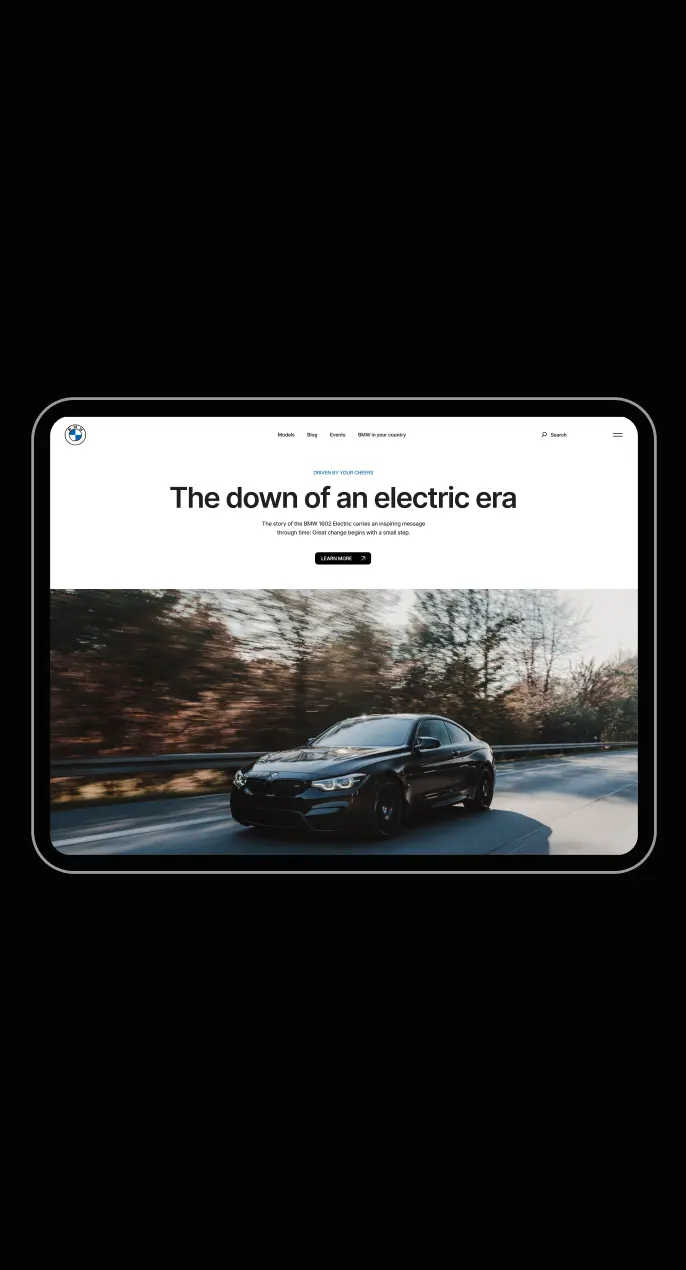 BMW
Models Blog Events BMW in your country Search
DRIVEN BY YOUR CHEERS
The down of an electric era
The story of the BMW 1602 Electric carries an inspiring message
through time: Great change begins with a small step.
LEARN MORE